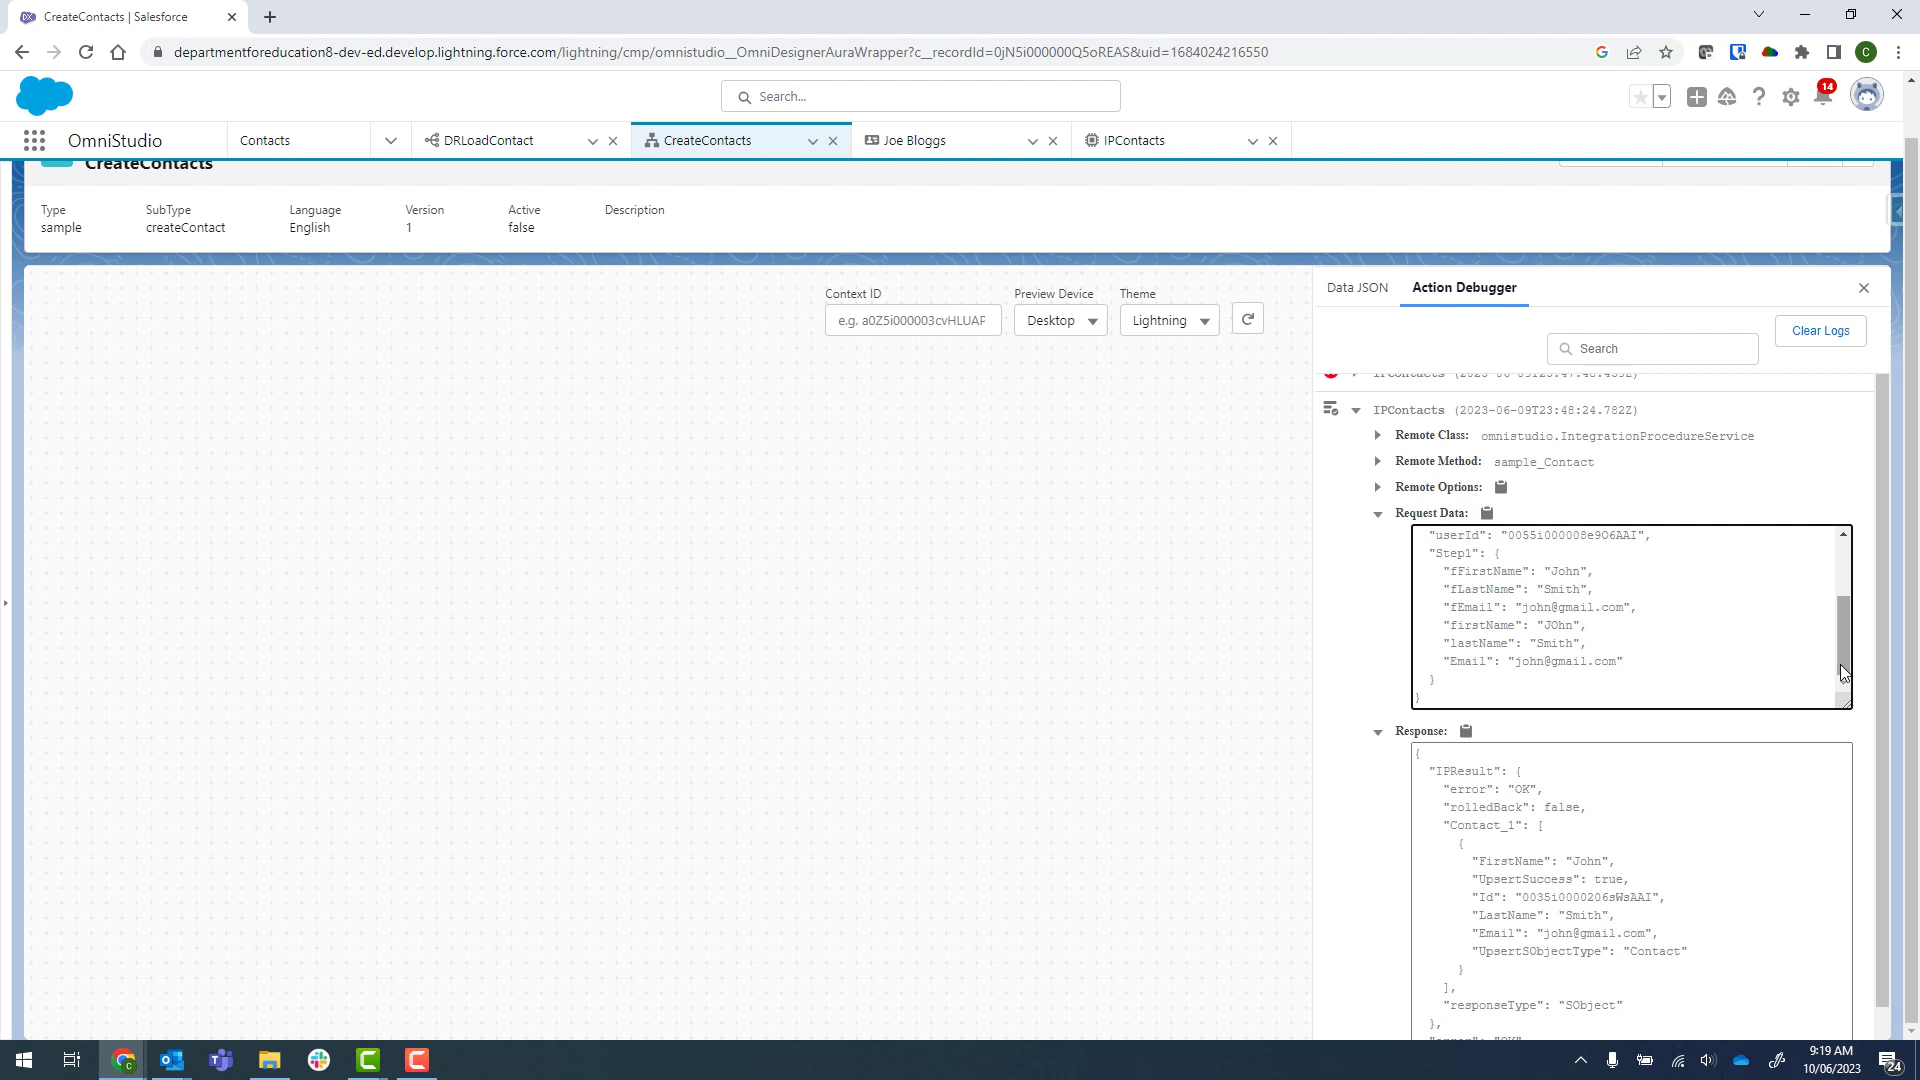 CreateContacts | Salesforce
departmentforeducation8-dev-ed.develop.lightning.force.com/lightning/cmp/omnistudio__OmniDesignerAuraWrapper?c__recordId=0jN5i000000Q5oREAS&uid=1684024216550
C
Search...
14
OmniStudio
Contacts
DRLoadContact
CreateContacts
Joe Bloggs
IPContacts
CreateContacts
Type SubType Language Version Active Description
sample createContact English 1 false
Context ID Preview Device Theme
e.g. a0Z5i000003cvHLUAP Desktop Lightning
Data JSON Action Debugger
Search
Clear Logs
IPContacts (2023-06-09T23:48:24.782Z)
Remote Class: omnistudio.IntegrationProcedureService
Remote Method: sample_Contact
Remote Options:
Request Data:
"userId": "0055i000008e9O6AAI",
"Step1": {
"fFirstName": "John",
"fLastName": "Smith",
"fEmail": "john@gmail.com",
"firstName": "JOhn",
"lastName": "Smith",
"Email": "john@gmail.com"
}
}
Response:
{
"IPResult": {
"error": "OK",
"rolledBack": false,
"Contact_1": [
{
"FirstName": "John",
"UpsertSuccess": true,
"Id": "0035i0000206sWsAAI",
"LastName": "Smith",
"Email": "john@gmail.com",
"UpsertSObjectType": "Contact"
}
],
"responseType": "SObject"
},
9:19 AM
10/06/2023
24